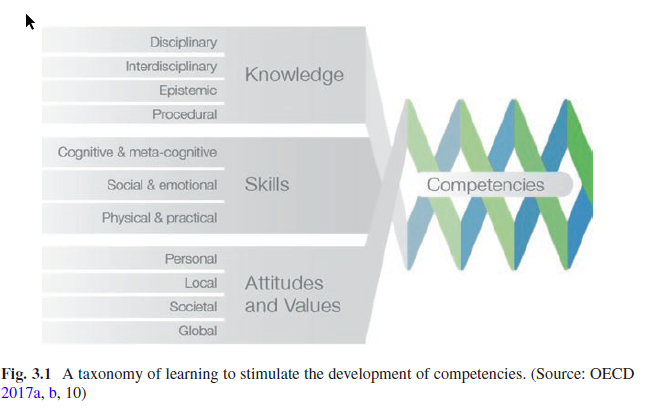 Disciplinary
Interdisciplinary
Epistemic
Procedural
Knowledge
Cognitive & meta-cognitive
Social & emotional
Physical & practical
Skills
Personal
Local
Societal
Global
Attitudes
and Values
Competencies
Fig. 3.1 A taxonomy of learning to stimulate the development of competencies. (Source: OECD
2017a, b, 10)